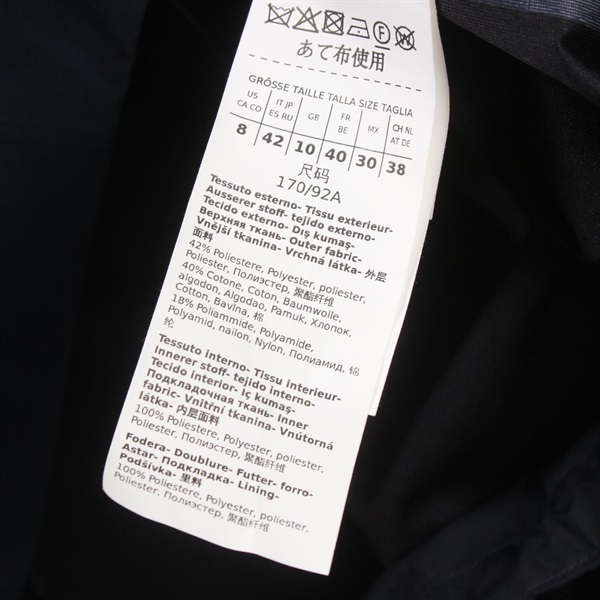 F W
あて布使用
GRÖSSE TAILLE TALLA SIZE TAGLIA
US CA CO IT JP ES RU GB FR BE MX CH NL AT DE
8 42 10 40 30 38
尺码
170/92A
Tessuto esterno- Tissu exterieur-
Ausserer stoff- tejido externo-
Tecido externo- Dış kumaş-
Верхняя ткань- Outer fabric-
Vnější tkanina- Vrchná látka- 外层
面料
42% Poliestere, Polyester, poliester,
Poliester, Полиэстер, 聚酯纤维
40% Cotone, Coton, Baumwolle,
algodon, Algodao, Pamuk, Хлопок,
Cotton, Bavlna, 棉
18% Poliammide, Polyamide,
Polyamid, nailon, Nylon, Полиамид, 锦
纶
Tessuto interno- Tissu interieur-
Innerer stoff- tejido interno-
Tecido interior- İç kumaş-
Подкладочная ткань- Inner
fabric- Vnitřní tkanina- Vnútorná
látka- 内层面料
100% Poliestere, Polyester, poliester,
Poliester, Полиэстер, 聚酯纤维
Fodera- Doublure- Futter- forro-
Astar- Подкладка- Lining-
Podšívka- 里料
100% Poliestere, Polyester, poliester,
Poliester, Полиэстер, 聚酯纤维